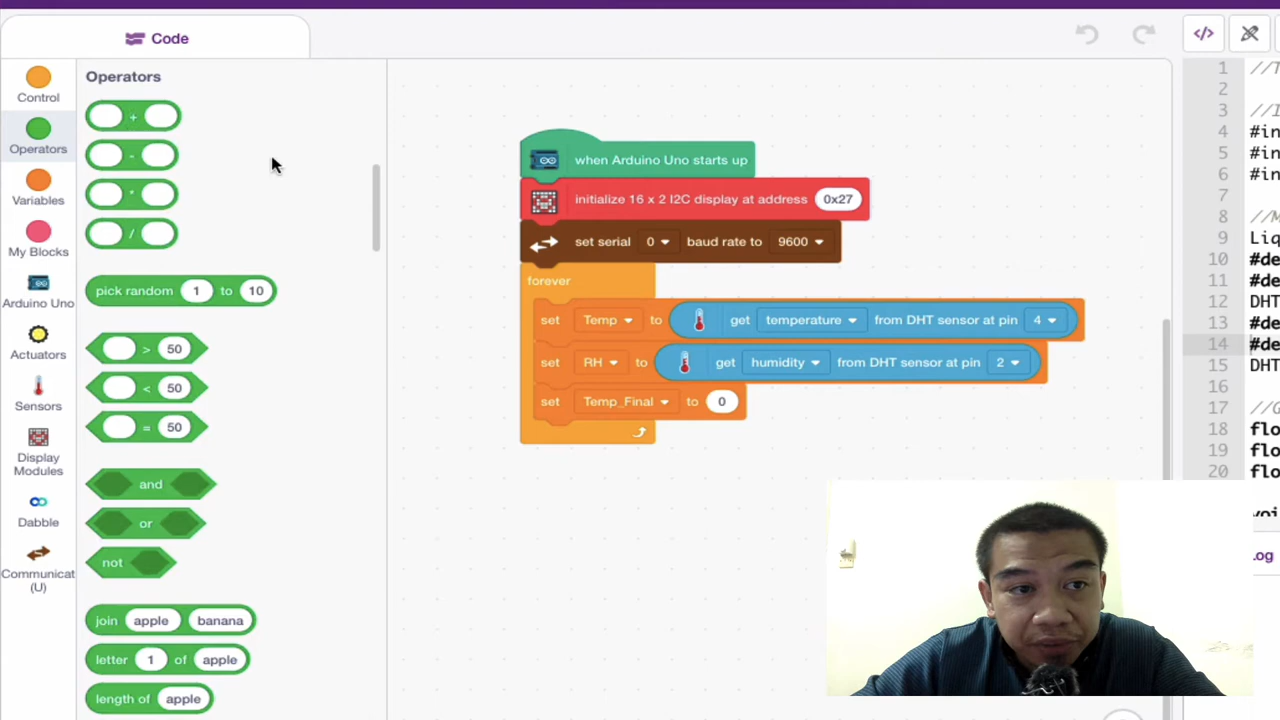 Code
Control
Operators
Variables
My Blocks
Arduino Uno
Actuators
Sensors
Display
Modules
Dabble
Communicat
(U)
Operators
+
-
*
/
pick random 1 to 10
> 50
< 50
= 50
and
or
not
join apple banana
letter 1 of apple
length of apple
when Arduino Uno starts up
initialize 16 x 2 I2C display at address 0x27
set serial 0 baud rate to 9600
forever
set Temp to get temperature from DHT sensor at pin 4
set RH to get humidity from DHT sensor at pin 2
set Temp_Final to 0
</> 
1 //T
2
3 //I
4 #in
5 #in
6 #in
7
8 //M
9 Liq
10 #de
11 #de
12 DHT
13 #de
14 #de
15 DHT
16
17 //G
18 flo
19 flo
20 flo
voi
Log